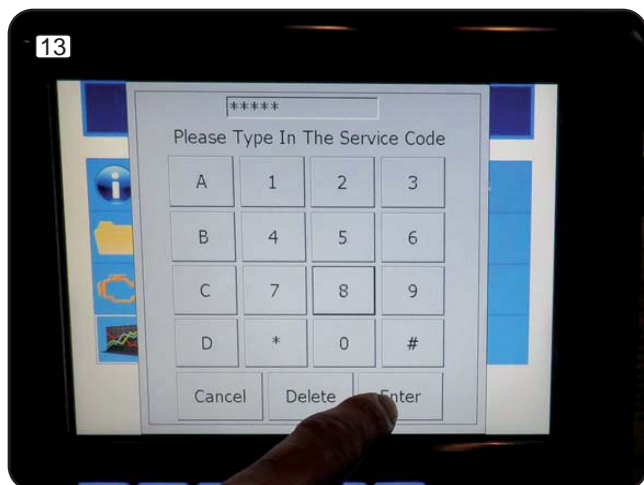 13
*****
Please Type In The Service Code
A 1 2 3
B 4 5 6
C 7 8 9
D * 0 #
Cancel Delete Enter